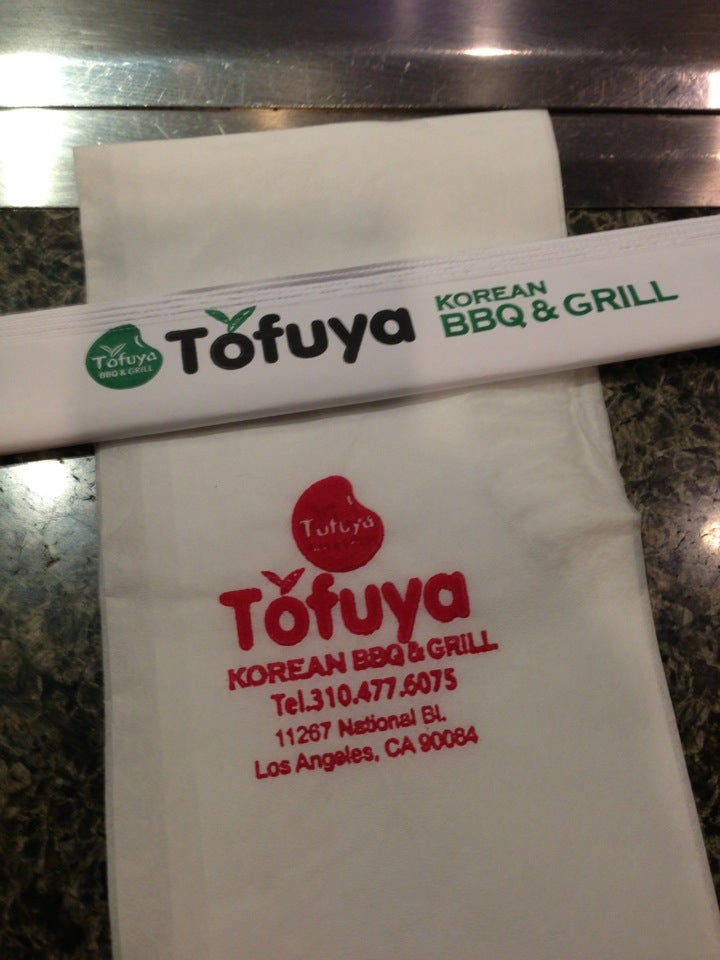 Tofuya
BBQ & GRILL
Tofuya
KOREAN
BBQ & GRILL
Tofuya
Tofuya
KOREAN BBQ & GRILL
Tel.310.477.6075
11267 National Bl.
Los Angeles, CA 90084